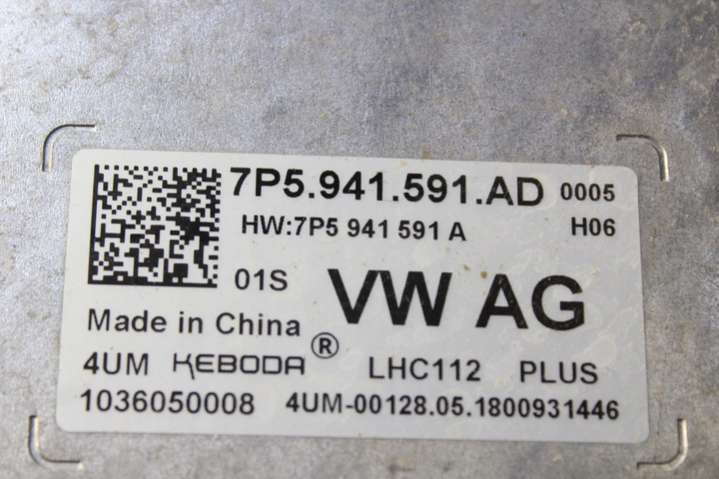 7P5.941.591.AD 0005
HW:7P5 941 591 A H06
01S VW AG
Made in China
4UM KEBODA® LHC112 PLUS
1036050008 4UM-00128.05.1800931446